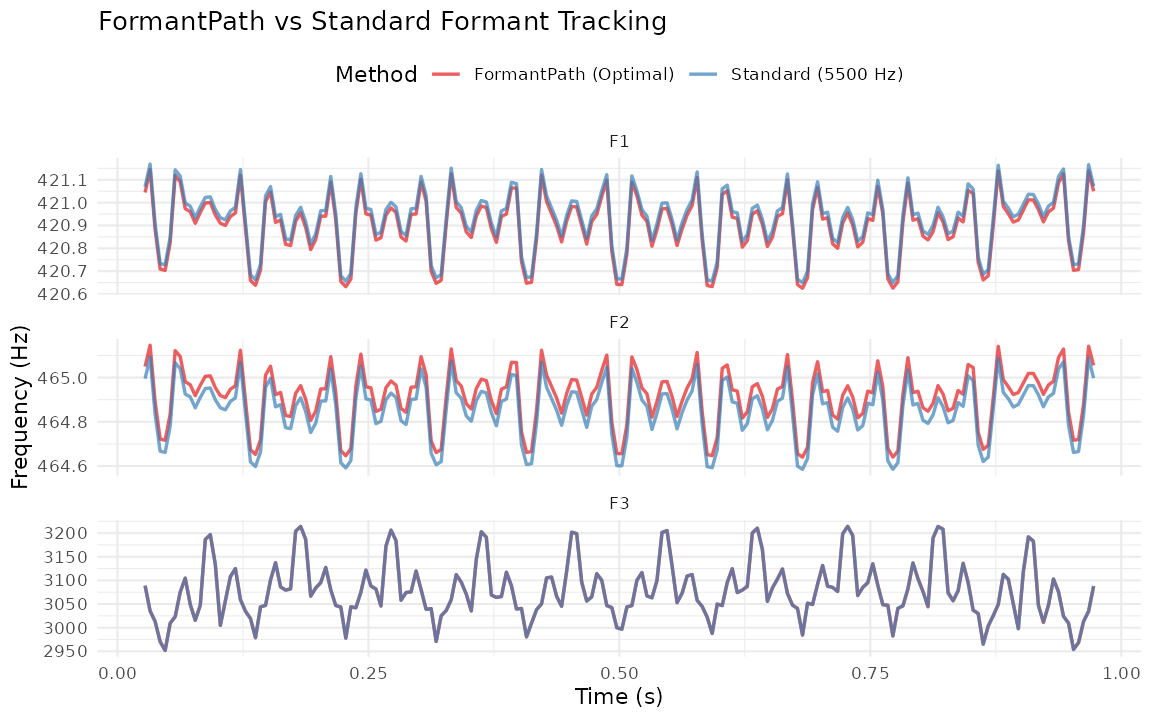 FormantPath vs Standard Formant Tracking
Method FormantPath (Optimal) Standard (5500 Hz)
F1
421.1
421.0
420.9
420.8
420.7
420.6
F2
465.0
464.8
464.6
F3
3200
3150
3100
3050
3000
2950
Frequency (Hz)
0.00 0.25 0.50 0.75 1.00
Time (s)